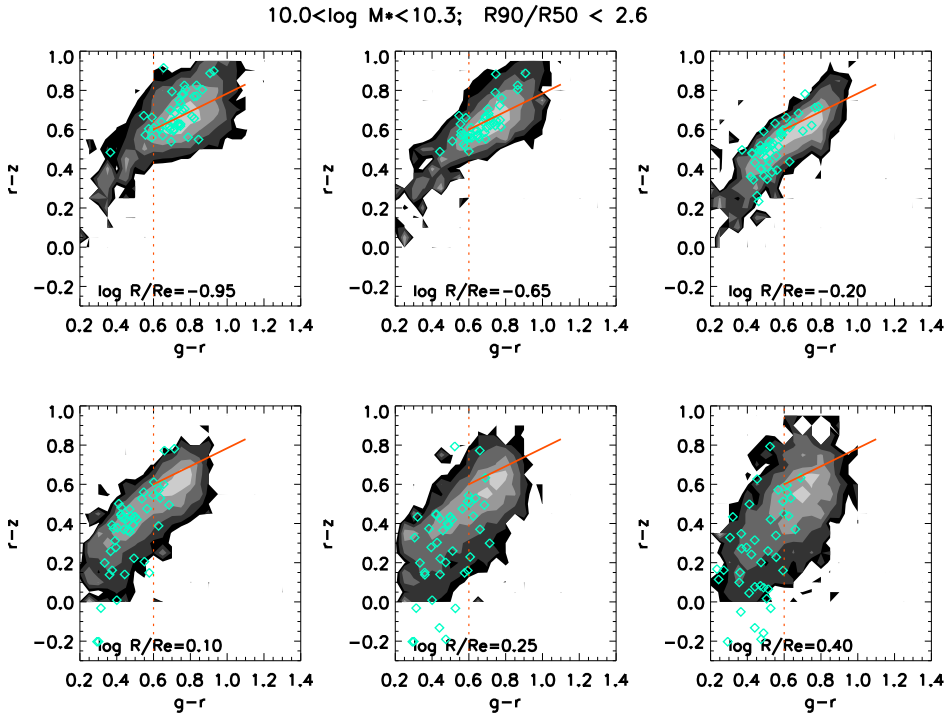 10.0<log M*<10.3;  R90/R50 < 2.6
1.0
0.8
0.6
0.4
0.2
0.0
-0.2
r-z
log R/Re=-0.95
0.2 0.4 0.6 0.8 1.0 1.2 1.4
g-r
1.0
0.8
0.6
0.4
0.2
0.0
-0.2
r-z
log R/Re=-0.65
0.2 0.4 0.6 0.8 1.0 1.2 1.4
g-r
1.0
0.8
0.6
0.4
0.2
0.0
-0.2
r-z
log R/Re=-0.20
0.2 0.4 0.6 0.8 1.0 1.2 1.4
g-r
1.0
0.8
0.6
0.4
0.2
0.0
-0.2
r-z
log R/Re=0.10
0.2 0.4 0.6 0.8 1.0 1.2 1.4
g-r
1.0
0.8
0.6
0.4
0.2
0.0
-0.2
r-z
log R/Re=0.25
0.2 0.4 0.6 0.8 1.0 1.2 1.4
g-r
1.0
0.8
0.6
0.4
0.2
0.0
-0.2
r-z
log R/Re=0.40
0.2 0.4 0.6 0.8 1.0 1.2 1.4
g-r